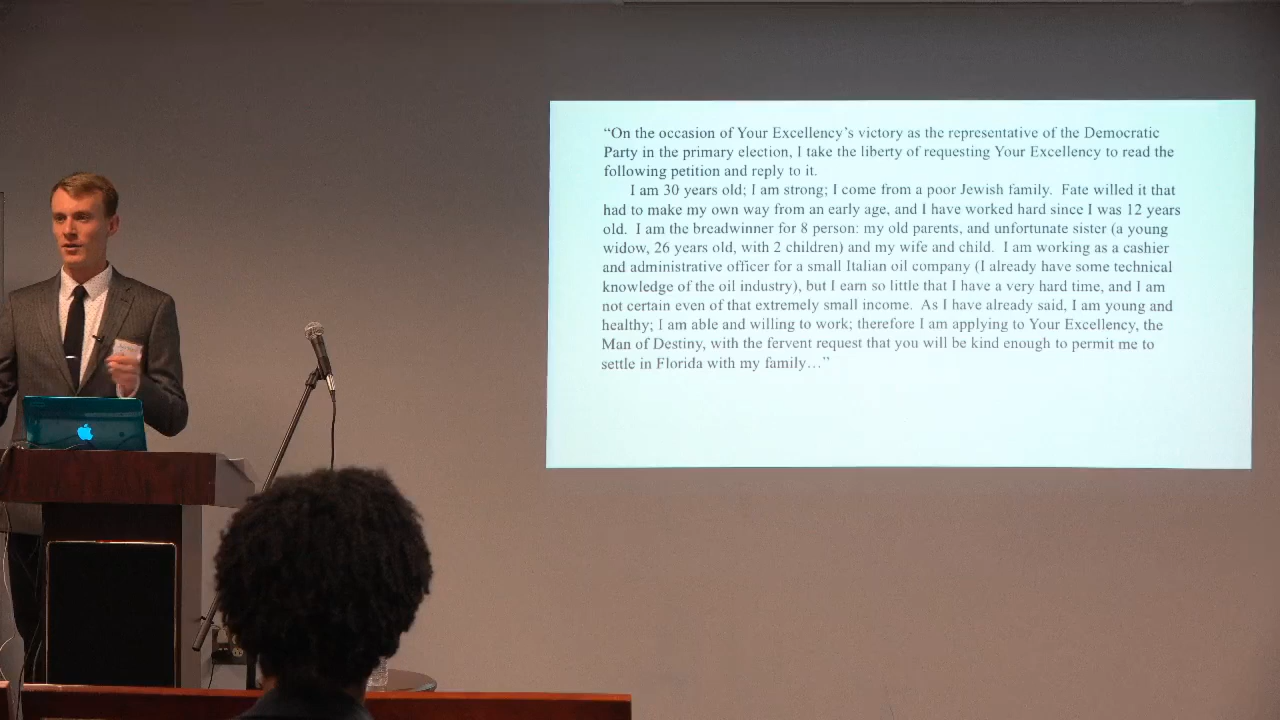 “On the occasion of Your Excellency’s victory as the representative of the Democratic
Party in the primary election, I take the liberty of requesting Your Excellency to read the
following petition and reply to it.
I am 30 years old; I am strong; I come from a poor Jewish family. Fate willed it that
had to make my own way from an early age, and I have worked hard since I was 12 years
old. I am the breadwinner for 8 person: my old parents, and unfortunate sister (a young
widow, 26 years old, with 2 children) and my wife and child. I am working as a cashier
and administrative officer for a small Italian oil company (I already have some technical
knowledge of the oil industry), but I earn so little that I have a very hard time, and I am
not certain even of that extremely small income. As I have already said, I am young and
healthy; I am able and willing to work; therefore I am applying to Your Excellency, the
Man of Destiny, with the fervent request that you will be kind enough to permit me to
settle in Florida with my family…”